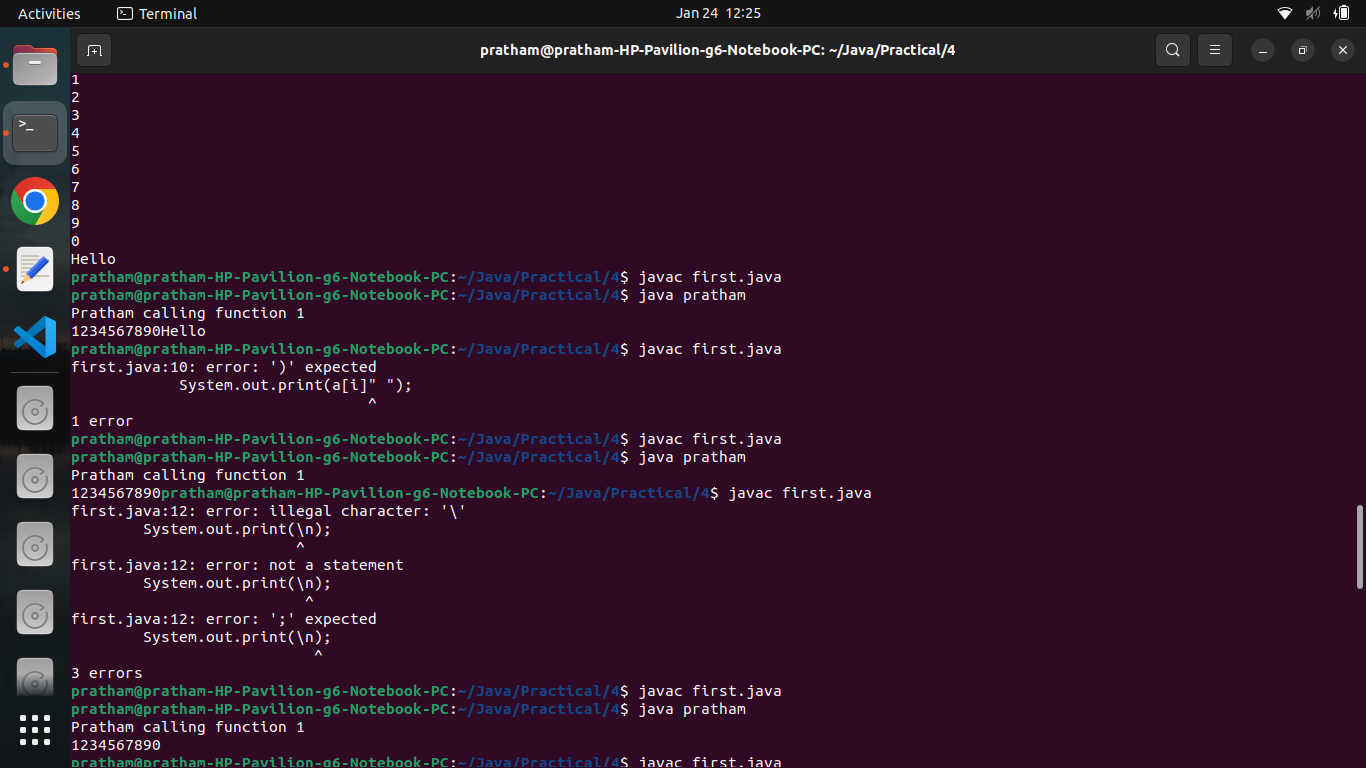 Activities
Terminal
Jan 24 12:25
pratham@pratham-HP-Pavilion-g6-Notebook-PC: ~/Java/Practical/4
1
2
3
4
5
6
7
8
9
0
Hello
pratham@pratham-HP-Pavilion-g6-Notebook-PC:~/Java/Practical/4$ javac first.java
pratham@pratham-HP-Pavilion-g6-Notebook-PC:~/Java/Practical/4$ java pratham
Pratham calling function 1
1234567890Hello
pratham@pratham-HP-Pavilion-g6-Notebook-PC:~/Java/Practical/4$ javac first.java
first.java:10: error: ')' expected
            System.out.print(a[i]" ");
                                 ^
1 error
pratham@pratham-HP-Pavilion-g6-Notebook-PC:~/Java/Practical/4$ javac first.java
pratham@pratham-HP-Pavilion-g6-Notebook-PC:~/Java/Practical/4$ java pratham
Pratham calling function 1
1234567890pratham@pratham-HP-Pavilion-g6-Notebook-PC:~/Java/Practical/4$ javac first.java
first.java:12: error: illegal character: '\'
        System.out.print(\n);
                         ^
first.java:12: error: not a statement
        System.out.print(\n);
                          ^
first.java:12: error: ';' expected
        System.out.print(\n);
                           ^
3 errors
pratham@pratham-HP-Pavilion-g6-Notebook-PC:~/Java/Practical/4$ javac first.java
pratham@pratham-HP-Pavilion-g6-Notebook-PC:~/Java/Practical/4$ java pratham
Pratham calling function 1
1234567890
pratham@pratham-HP-Pavilion-g6-Notebook-PC:~/Java/Practical/4$ javac first.java